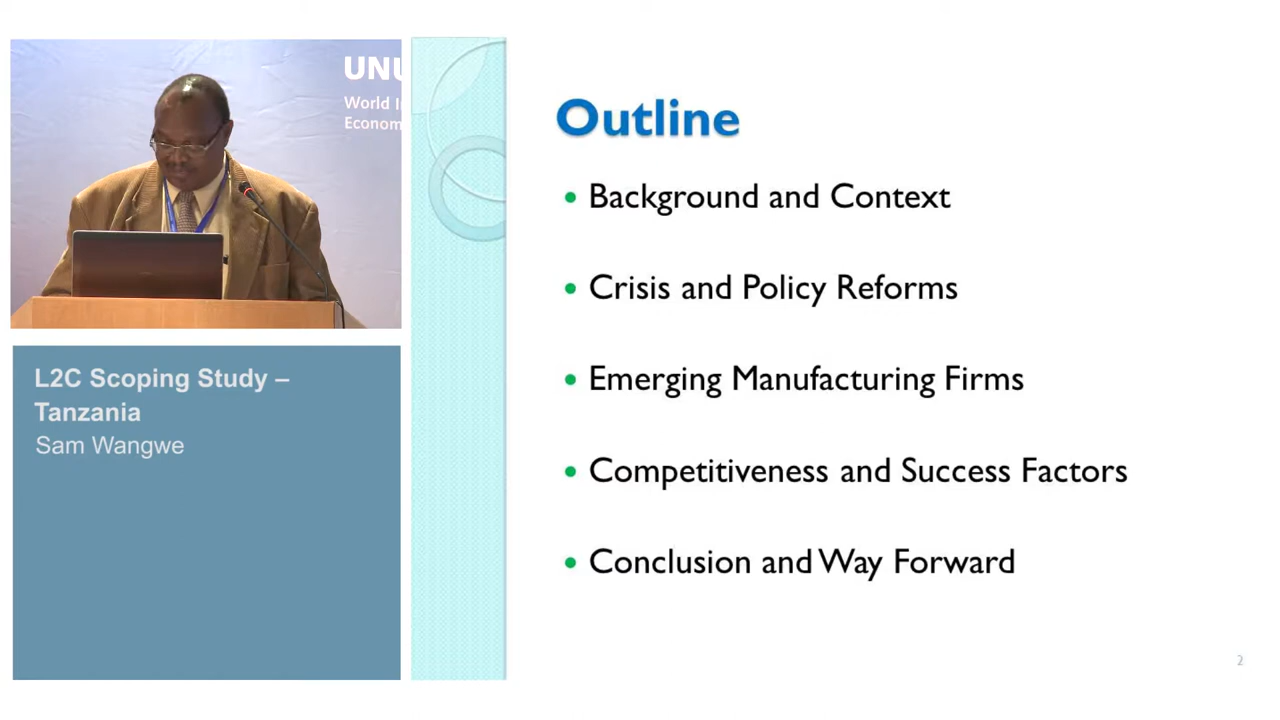 UNU
World I
Econom
L2C Scoping Study –
Tanzania
Sam Wangwe
Outline
• Background and Context
• Crisis and Policy Reforms
• Emerging Manufacturing Firms
• Competitiveness and Success Factors
• Conclusion and Way Forward
2